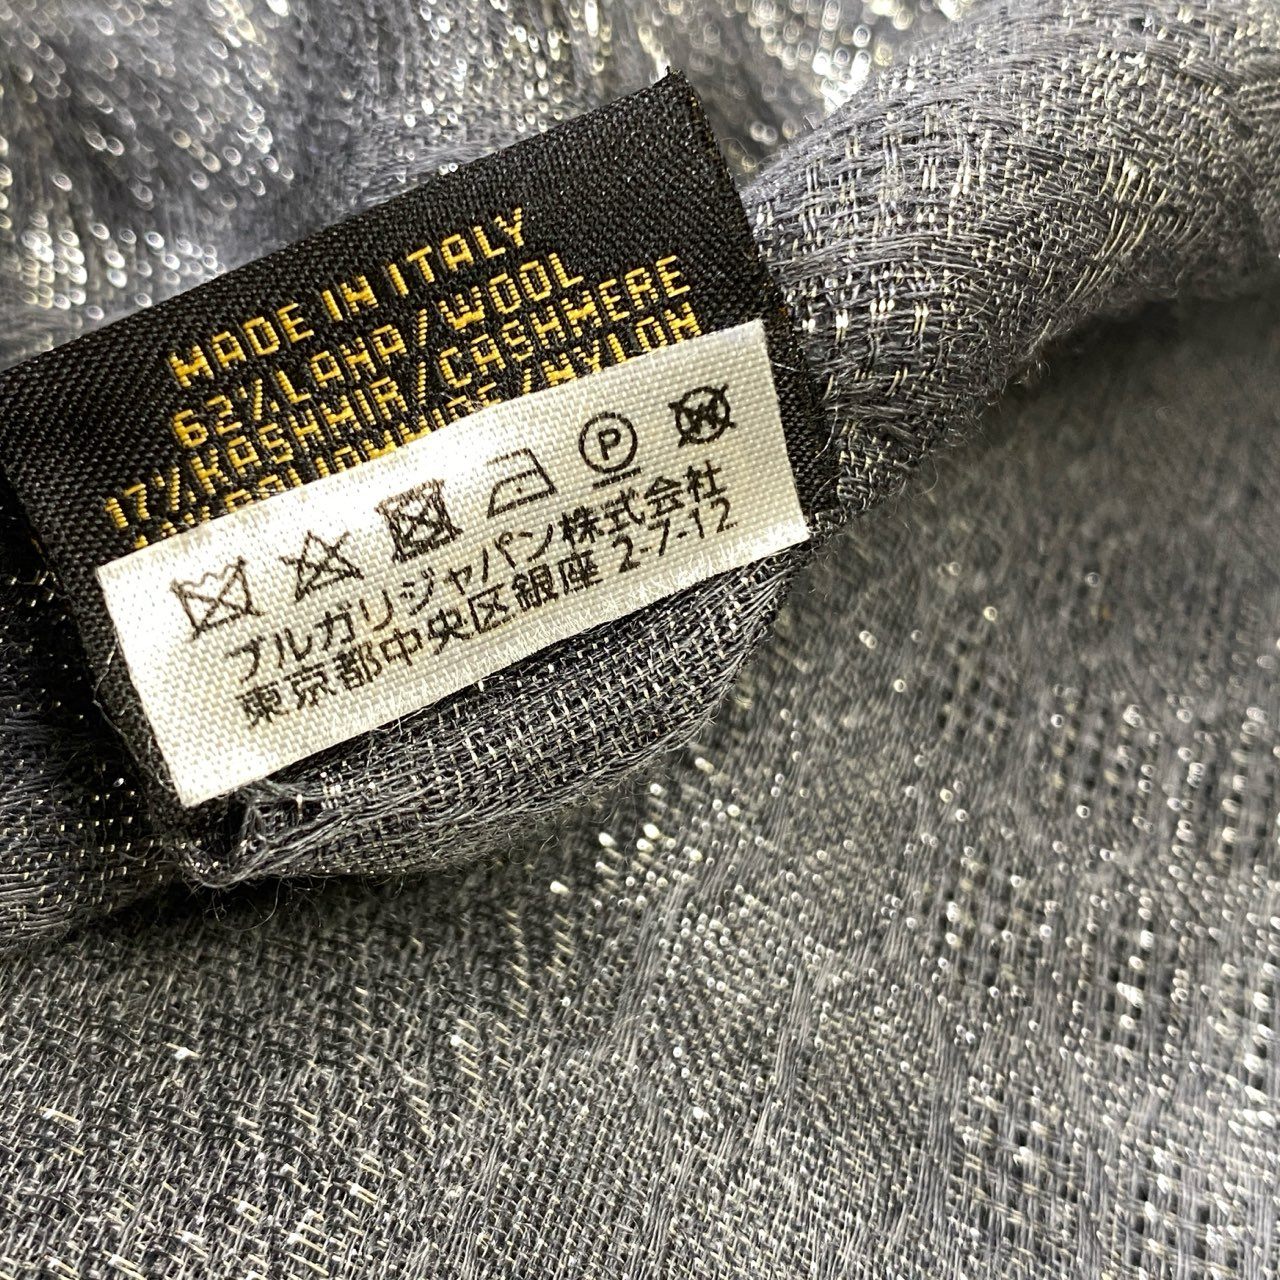 MADE IN ITALY
62%LANA/WOOL
17%KASHMIR/CASHMERE
/NYLON
P
W
ブルガリジャパン株式会社
東京都中央区銀座 2-7-12